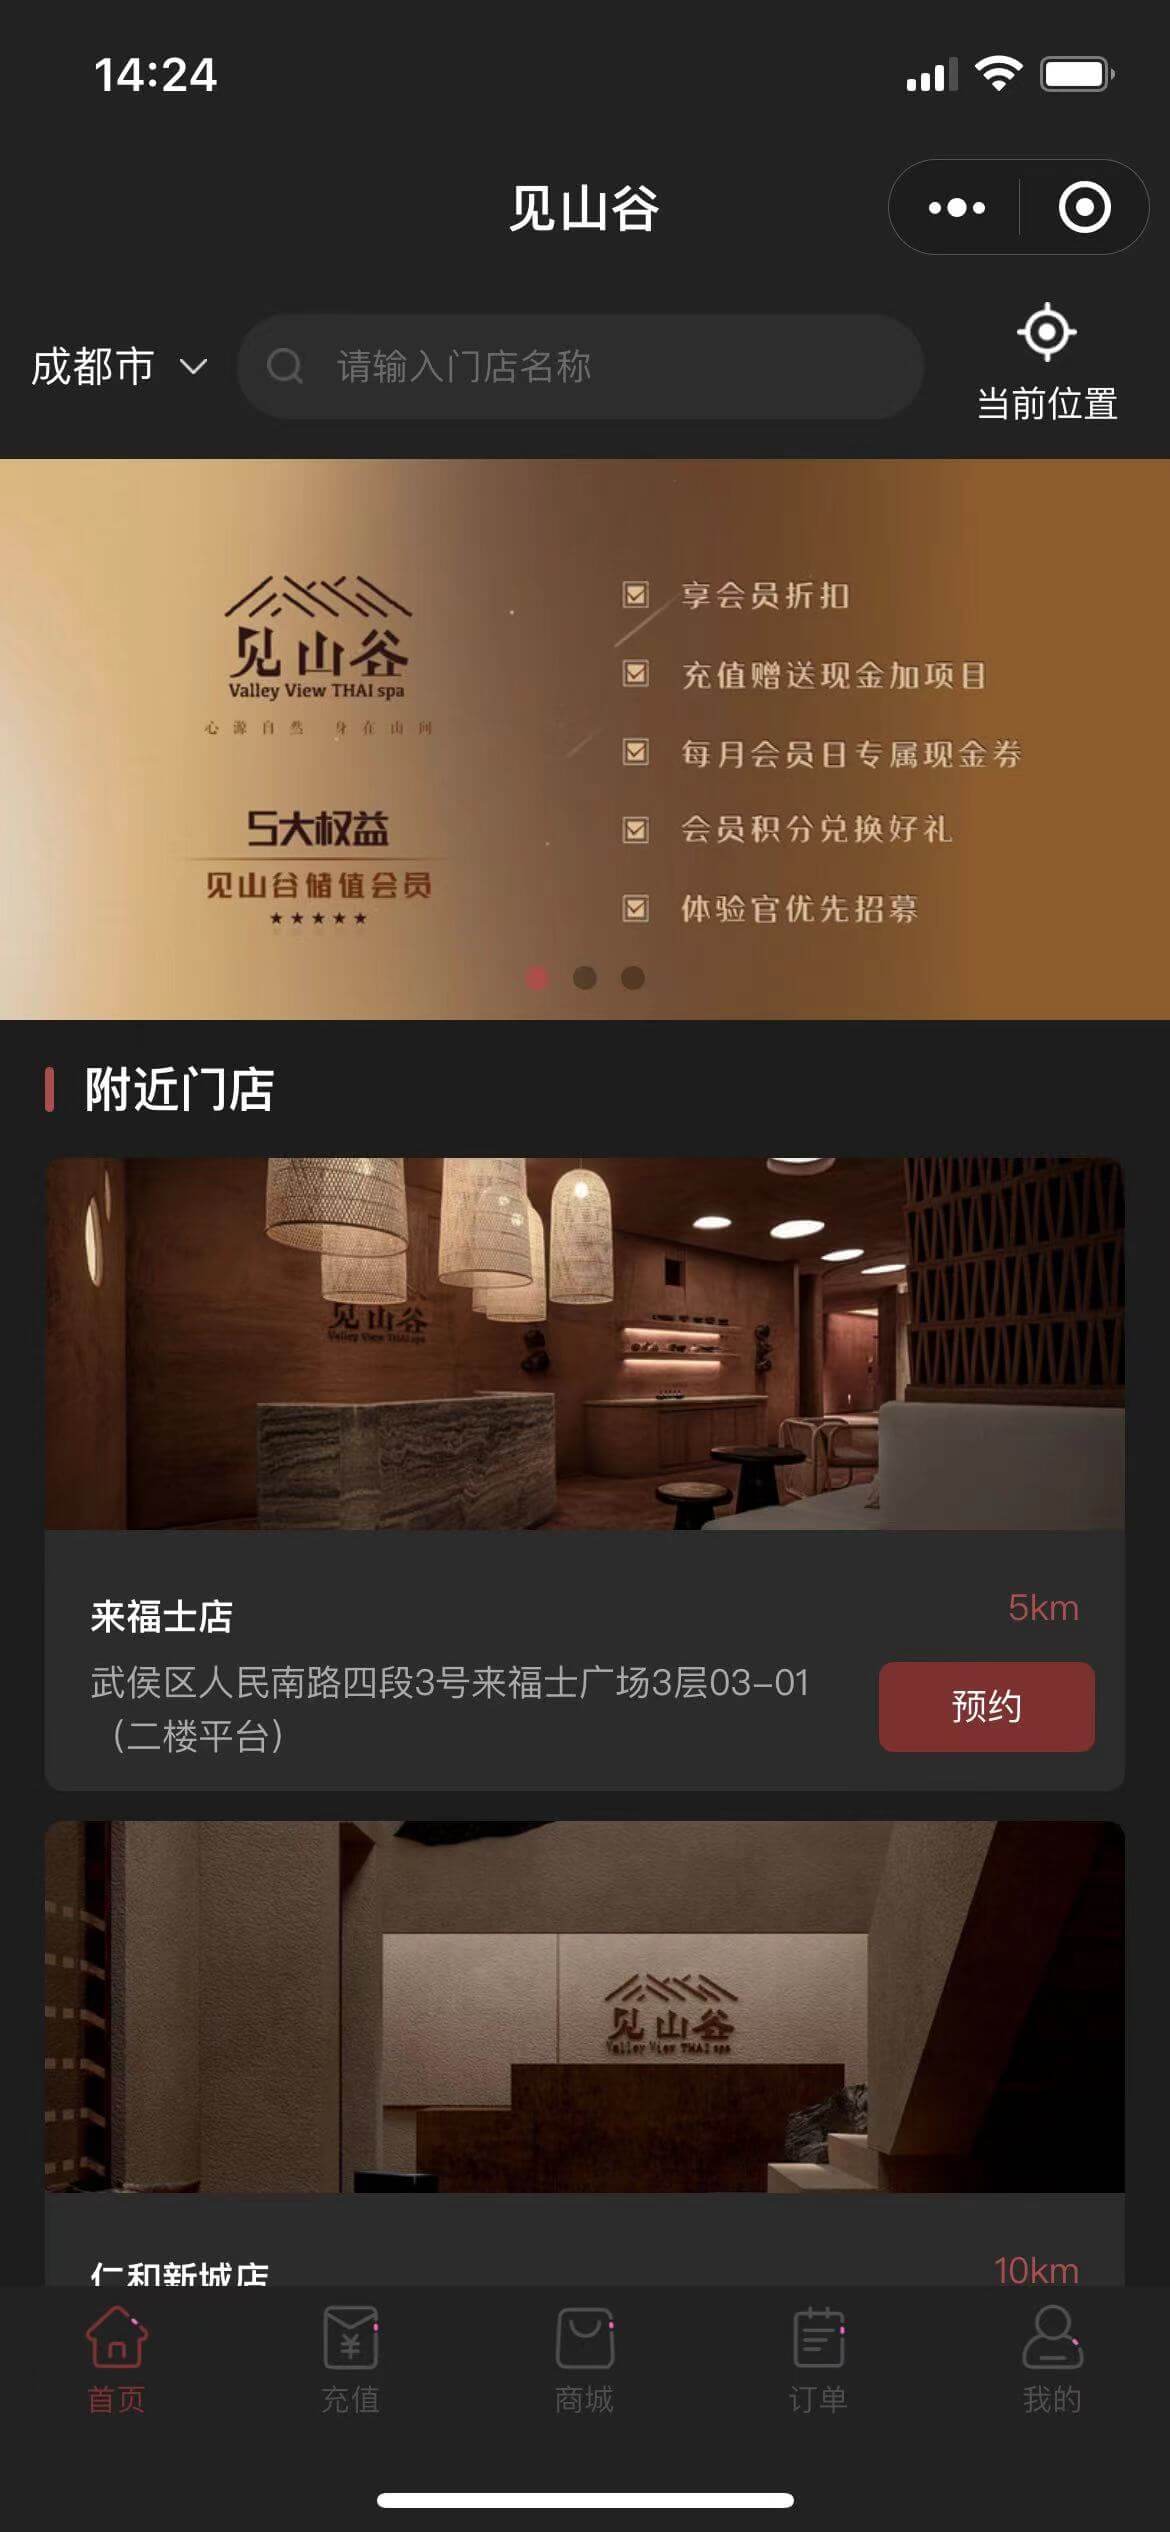 14:24
见山谷
成都市
请输入门店名称
当前位置
见山谷
Valley View THAI spa
心源自然 身在山间
5大权益
见山谷储值会员
享会员折扣
充值赠送现金加项目
每月会员日专属现金券
会员积分兑换好礼
体验官优先招募
附近门店
见山谷
Valley View THAI spa
来福士店
5km
武侯区人民南路四段3号来福士广场3层03-01
（二楼平台）
预约
见山谷
Valley View THAI spa
仁和新城店
10km
首页
充值
商城
订单
我的